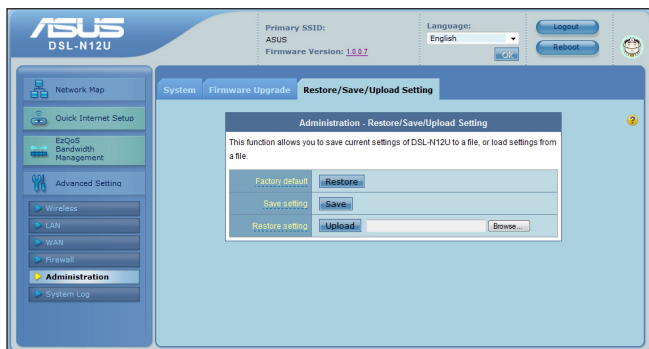 ASUS
DSL-N12U
Primary SSID:
ASUS
Firmware Version: 1.0.0.7
Language:
English
Ok
Logout
Reboot
Network Map
Quick Internet Setup
EzQoS
Bandwidth
Management
Advanced Setting
Wireless
LAN
WAN
Firewall
Administration
System Log
System
Firmware Upgrade
Restore/Save/Upload Setting
Administration - Restore/Save/Upload Setting
This function allows you to save current settings of DSL-N12U to a file, or load settings from
a file.
Factory default
Restore
Save setting
Save
Restore setting
Upload
Browse...